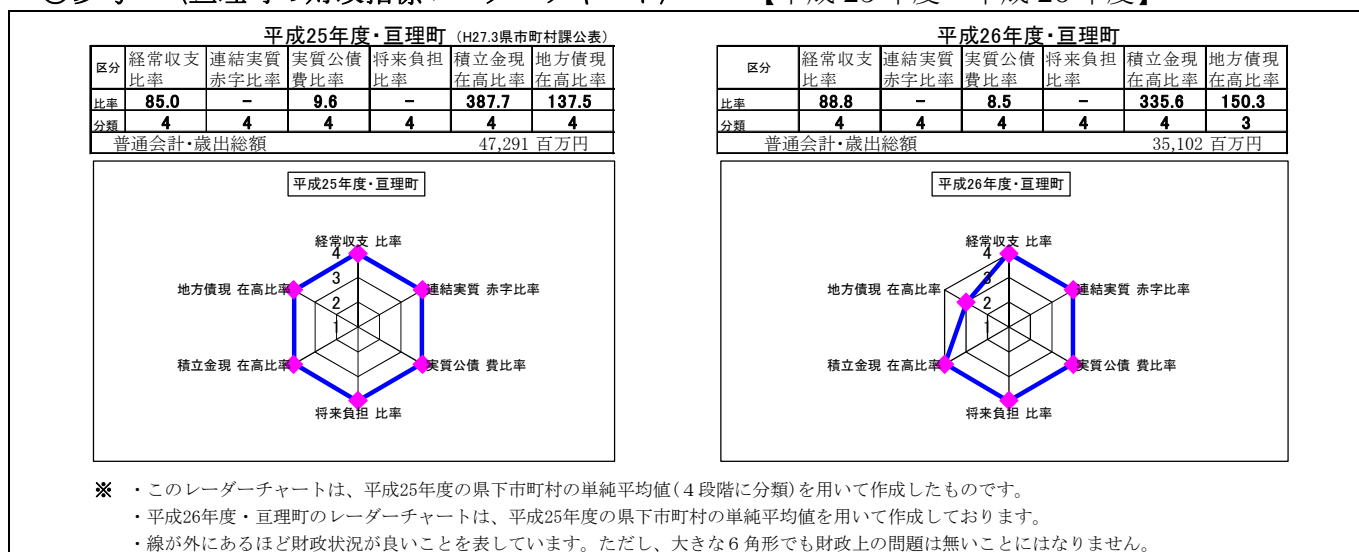 平成25年度・亘理町 (H27.3県市町村課公表)
区分 経常収支比率 連結実質赤字比率 実質公債費比率 将来負担比率 積立金現在高比率 地方債現在高比率
比率 85.0 － 9.6 － 387.7 137.5
分類 4 4 4 4 4 4
普通会計・歳出総額 47,291 百万円
平成25年度・亘理町
経常収支 比率
4
地方債現 在高比率 3 連結実質 赤字比率
2
1
積立金現 在高比率 実質公債 費比率
将来負担 比率
平成26年度・亘理町
区分 経常収支比率 連結実質赤字比率 実質公債費比率 将来負担比率 積立金現在高比率 地方債現在高比率
比率 88.8 － 8.5 － 335.6 150.3
分類 4 4 4 4 4 3
普通会計・歳出総額 35,102 百万円
平成26年度・亘理町
経常収支 比率
4
地方債現 在高比率 3 連結実質 赤字比率
2
1
積立金現 在高比率 実質公債 費比率
将来負担 比率
※ ・このレーダーチャートは、平成25年度の県下市町村の単純平均値(４段階に分類)を用いて作成したものです。
・平成26年度・亘理町のレーダーチャートは、平成25年度の県下市町村の単純平均値を用いて作成しております。
・線が外にあるほど財政状況が良いことを表しています。ただし、大きな６角形でも財政上の問題は無いことにはなりません。